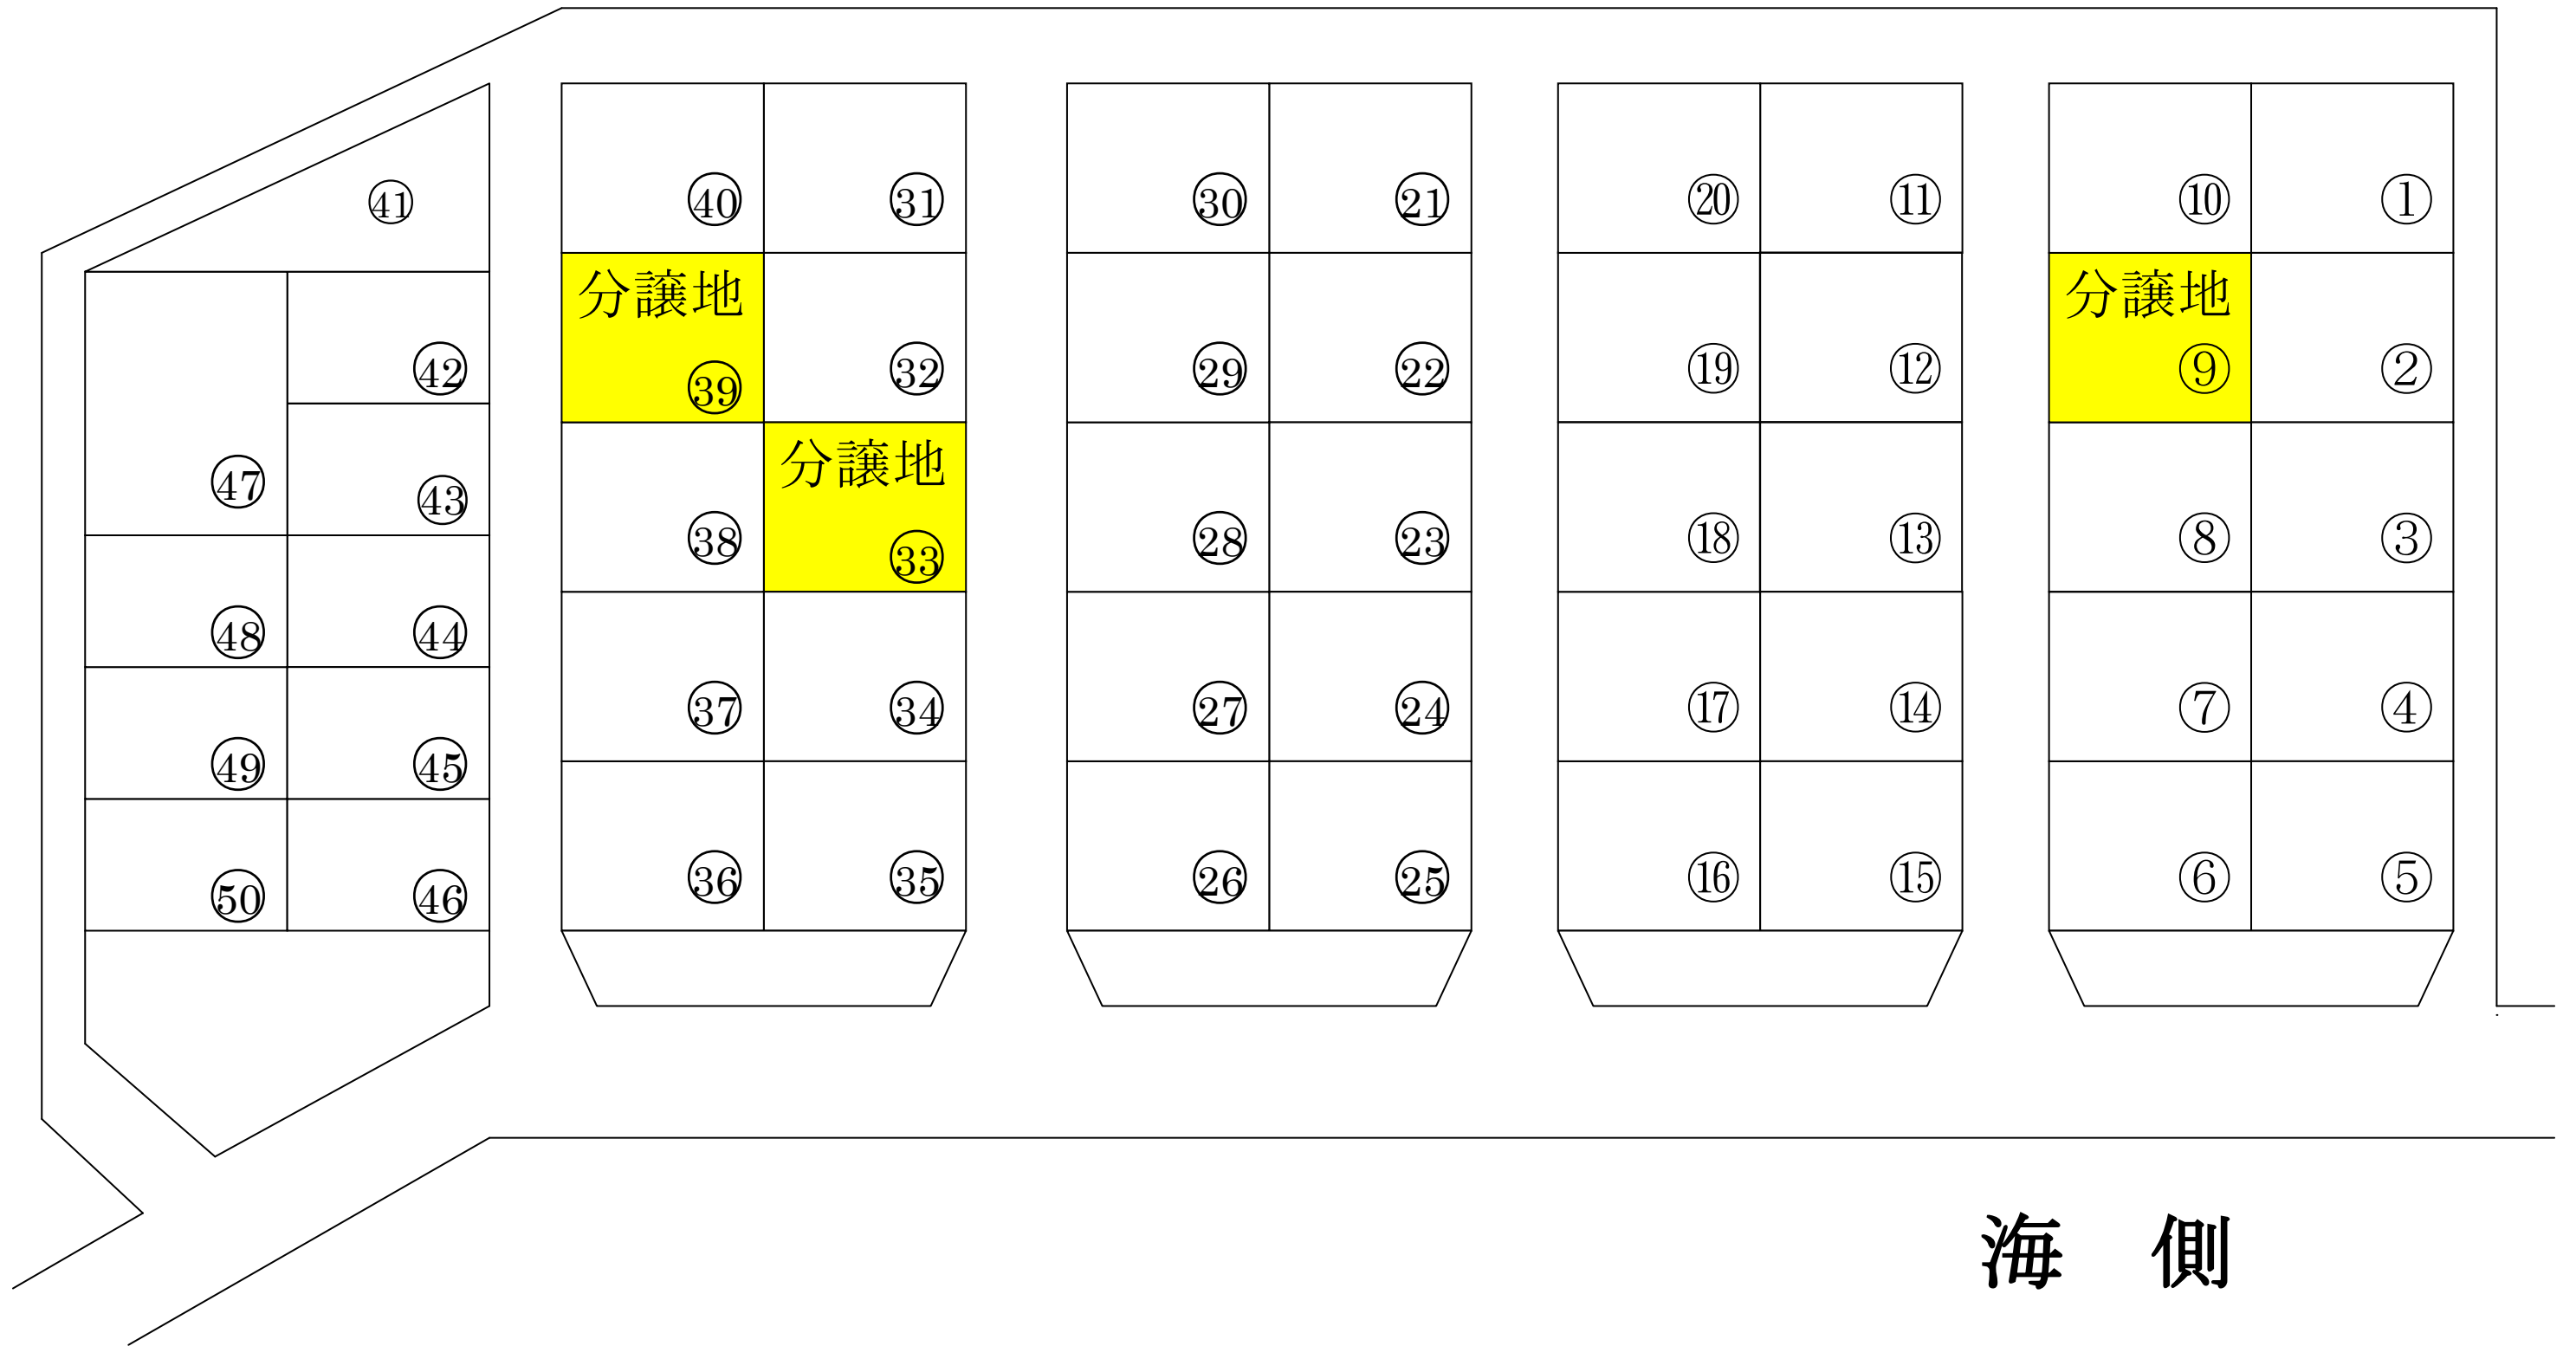 ㊵ ㉛ ㉚ ㉑ ⑳ ⑪ ⑩ ①
㊶
分譲地 分譲地
㊷ ㊴ ㉜ ㉙ ㉒ ⑲ ⑫ ⑨ ②
分譲地
㊼ ㊸ ㊳ ㉝ ㉘ ㉓ ⑱ ⑬ ⑧ ③
㊽ ㊹
㊲ ㉞ ㉗ ㉔ ⑰ ⑭ ⑦ ④
㊾ ㊺
㊱ ㉟ ㉖ ㉕ ⑯ ⑮ ⑥ ⑤
㊿ ㊻
海 側